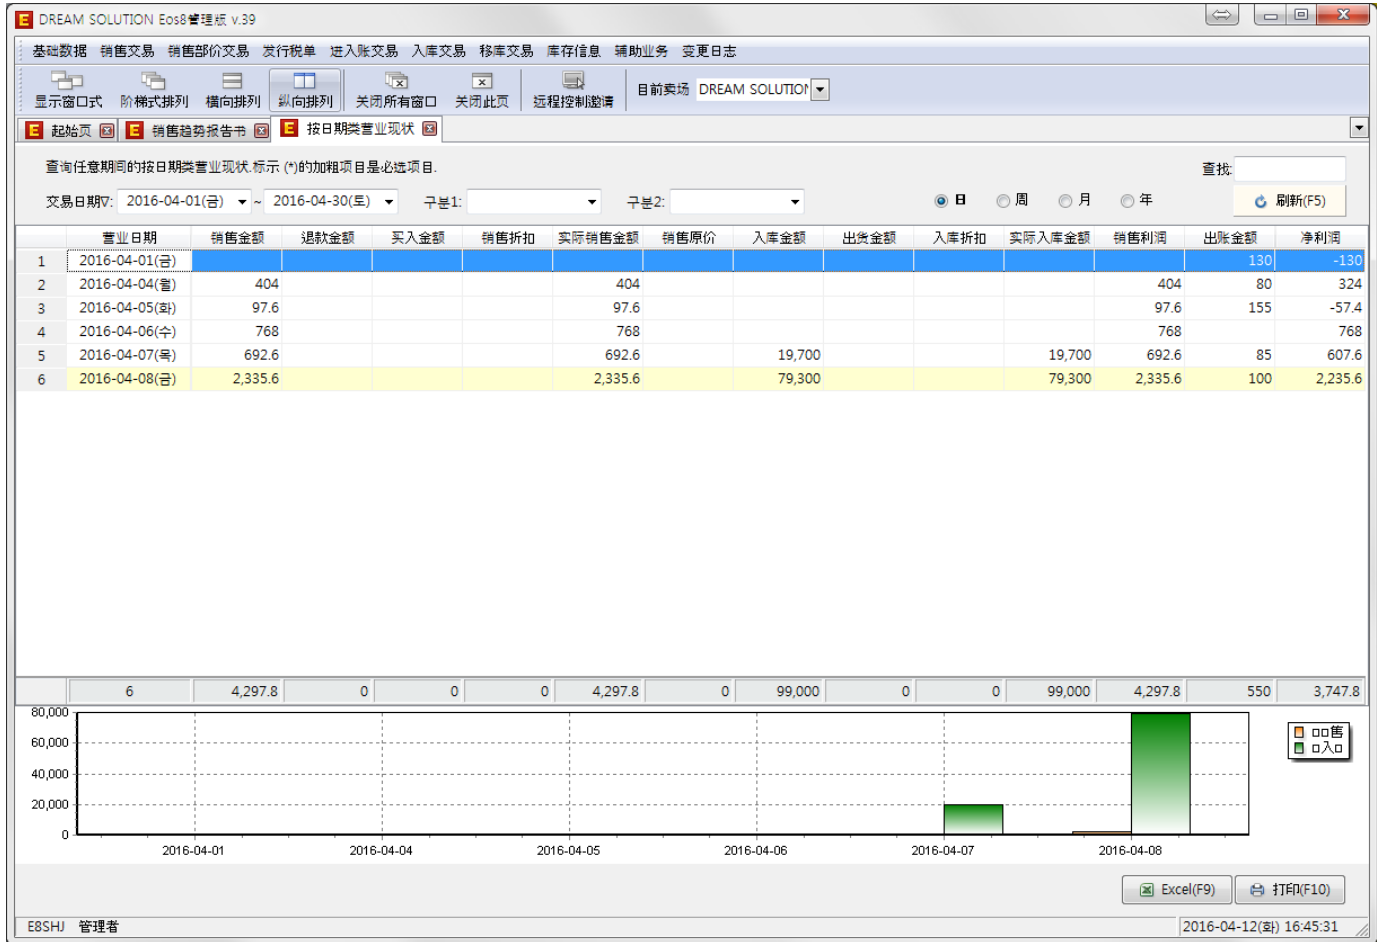 DREAM SOLUTION Eos8管理版 v.39
基础数据 销售交易 销售部价交易 发行税单 进入账交易 入库交易 移库交易 库存信息 辅助业务 变更日志
显示窗口式 阶梯式排列 横向排列 纵向排列 关闭所有窗口 关闭此页 远程控制邀请 目前卖场 DREAM SOLUTION
E 起始页 E 销售趋势报告书 E 按日期类营业现状
查询任意期间的按日期类营业现状.标示 (*)的加粗项目是必选项目.
查找:
交易日期∇: 2016-04-01(금) ~ 2016-04-30(토) 구분1: 구분2: 日 周 月 年 刷新(F5)
营业日期 销售金额 退款金额 买入金额 销售折扣 实际销售金额 销售原价 入库金额 出货金额 入库折扣 实际入库金额 销售利润 出账金额 净利润
1 2016-04-01(금) 130 -130
2 2016-04-04(월) 404 404 404 80 324
3 2016-04-05(화) 97.6 97.6 97.6 155 -57.4
4 2016-04-06(수) 768 768 768 768
5 2016-04-07(목) 692.6 692.6 19,700 19,700 692.6 85 607.6
6 2016-04-08(금) 2,335.6 2,335.6 79,300 79,300 2,335.6 100 2,235.6
6 4,297.8 0 0 0 4,297.8 0 99,000 0 0 99,000 4,297.8 550 3,747.8
80,000
60,000
40,000
20,000
0
2016-04-01 2016-04-04 2016-04-05 2016-04-06 2016-04-07 2016-04-08
□□售
□入□
Excel(F9) 打印(F10)
E8SHJ 管理者 2016-04-12(화) 16:45:31